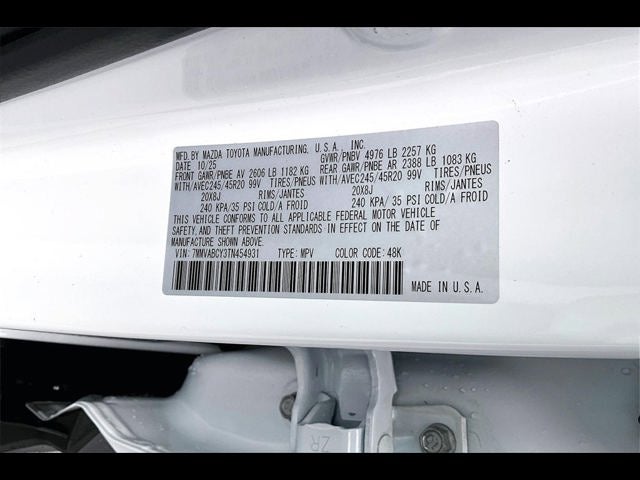 MFD. BY MAZDA TOYOTA MANUFACTURING, U.S.A., INC.
DATE 10/25 GVWR/PNBV 4976 LB 2257 KG
FRONT GAWR/PNBE AV 2606 LB 1182 KG REAR GAWR/PNBE AR 2388 LB 1083 KG
WITH/AVEC245/45R20 99V TIRES/PNEUS WITH/AVEC245/45R20 99V TIRES/PNEUS
20X8J RIMS/JANTES 20X8J RIMS/JANTES
240 KPA/35 PSI COLD/A FROID 240 KPA/ 35 PSI COLD/A FROID
THIS VEHICLE CONFORMS TO ALL APPLICABLE FEDERAL MOTOR VEHICLE
SAFETY, AND THEFT PREVENTION STANDARDS IN EFFECT ON THE DATE OF
MANUFACTURE SHOWN ABOVE.
VIN: 7MMVABCY3TN454931 TYPE: MPV COLOR CODE: 48K
MADE IN U.S.A.
ZR